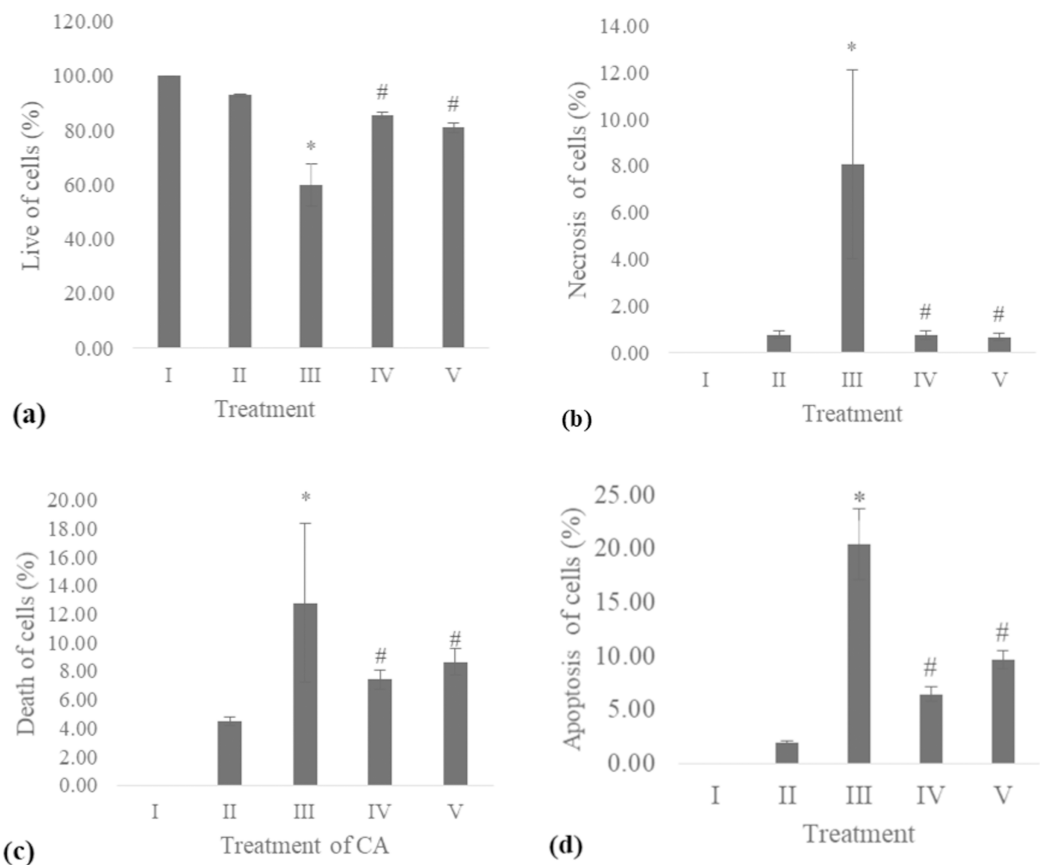 120.00
100.00
80.00
60.00
40.00
20.00
0.00
Live of cells (%)
*
#
#
I II III IV V
Treatment
(a)
14.00
12.00
10.00
8.00
6.00
4.00
2.00
0.00
Necrosis of cells (%)
*
#
#
I II III IV V
Treatment
(b)
20.00
18.00
16.00
14.00
12.00
10.00
8.00
6.00
4.00
2.00
0.00
Death of cells (%)
*
#
#
I II III IV V
Treatment of CA
(c)
25.00
20.00
15.00
10.00
5.00
0.00
Apoptosis of cells (%)
*
#
#
I II III IV V
Treatment
(d)